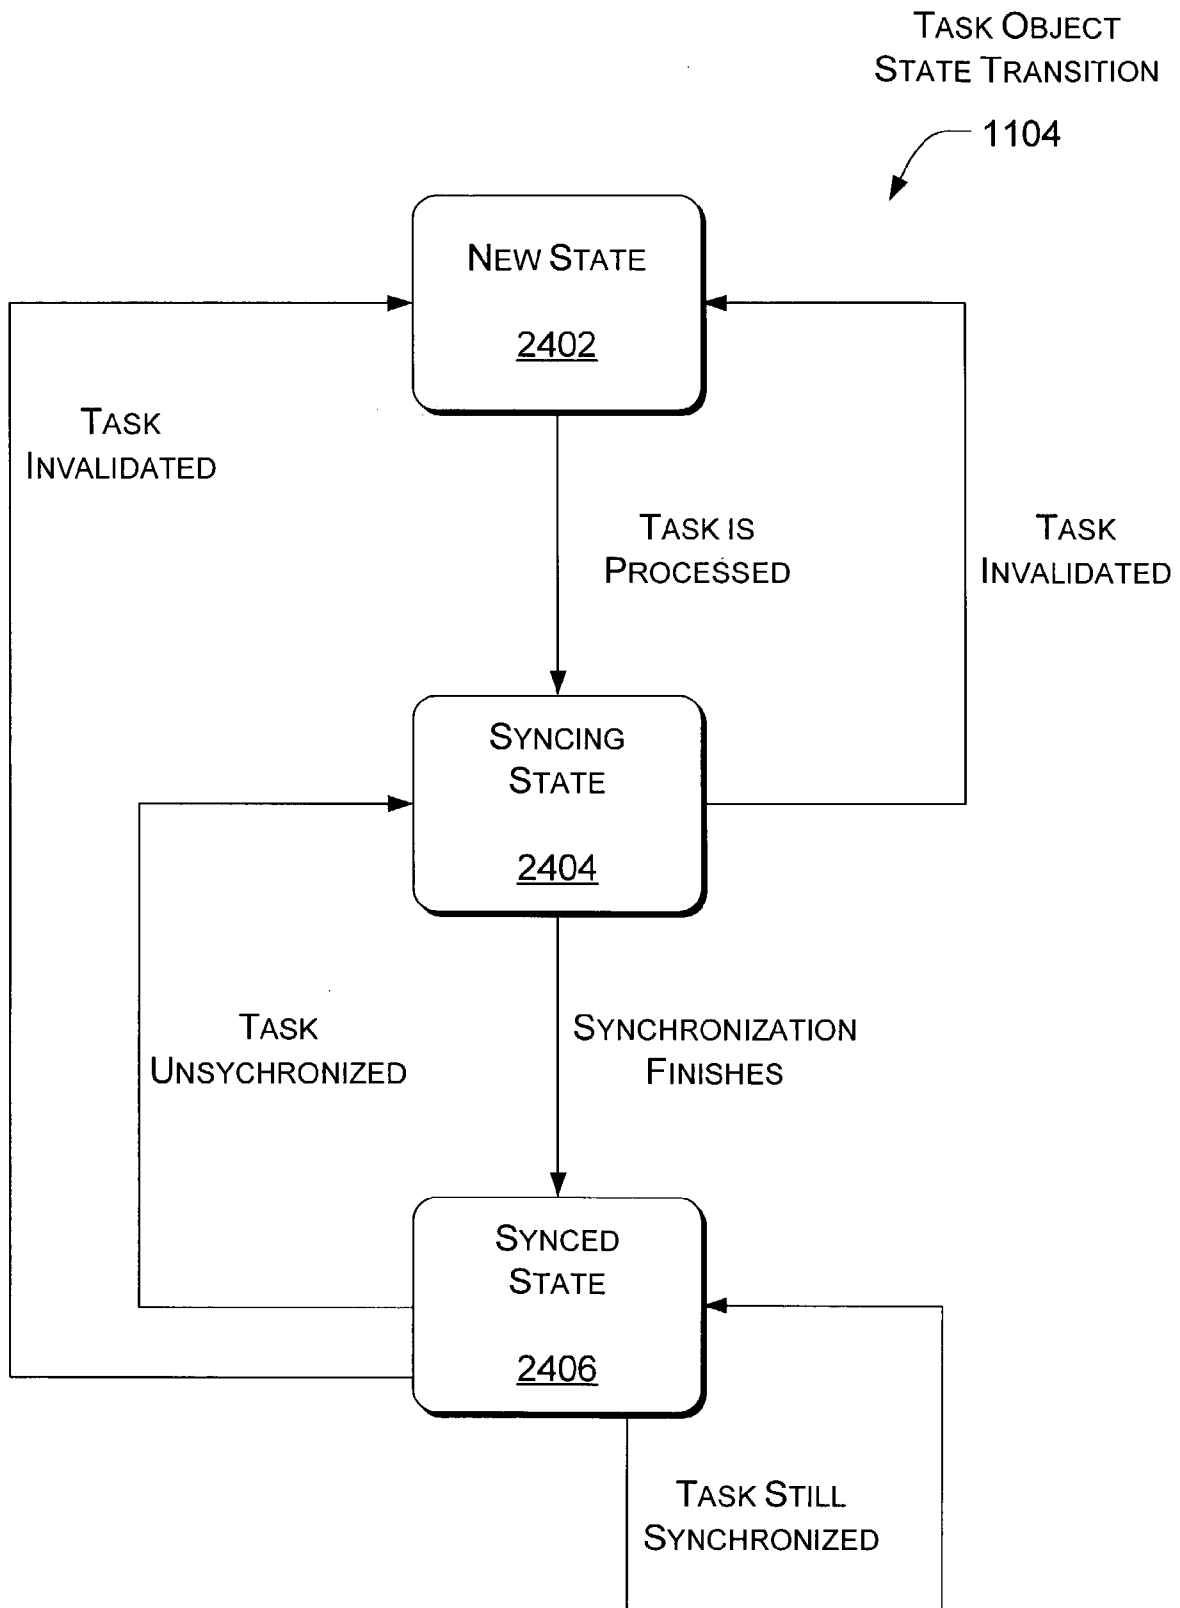 TASK OBJECT
STATE TRANSITION
1104
NEW STATE
2402
TASK
INVALIDATED
TASK IS
PROCESSED
TASK
INVALIDATED
SYNCING
STATE
2404
TASK
UNSYCHRONIZED
SYNCHRONIZATION
FINISHES
SYNCED
STATE
2406
TASK STILL
SYNCHRONIZED